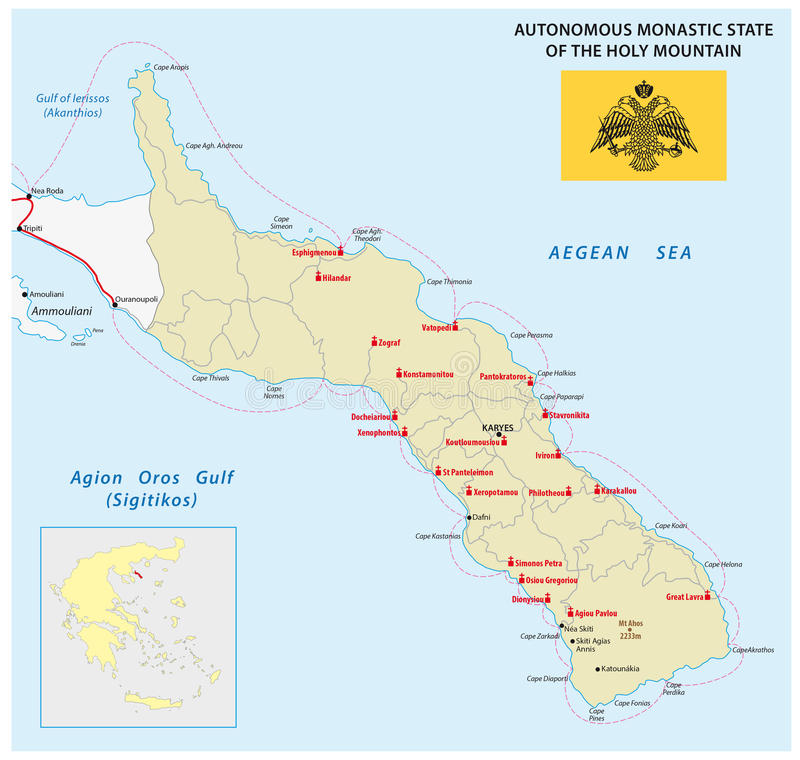 AUTONOMOUS MONASTIC STATE
OF THE HOLY MOUNTAIN
Cape Arapis
Gulf of Ierissos
(Akanthios)
Cape Agh. Andreou
Nea Roda
Tripiti
Cape
Simeon
Cape Agh.
Theodori
Esphigmenou
AEGEAN SEA
Hilandar
Cape Thimonia
Amouliani
Ammouliani
Ouranoupoli
Pena
Drenia
Vatopedi
Cape Perasma
Zograf
Cape Thivals
Cape
Nomes
Konstamonitou
Pantokratoros
Cape Halkias
Cape Paparapi
Docheiariou
Stavronikita
Xenophontos
KARYES
Koutloumousiou
Iviron
Agion Oros Gulf
(Sigitikos)
St Panteleimon
Xeropotamou
Philotheou
Karakallou
Dafni
Cape Kastanias
Cape Koari
Simonos Petra
Cape Helona
Osiou Gregoriou
Dionysiou
Great Lavra
Agiou Pavlou
Mt Ahos
2233m
Nea Skiti
Cape Zarkadi
Skiti Agias
Annis
CapeAkrathos
Katounákia
Cape Diaporti
Cape
Perdika
Cape Fonias
Cape
Pines
dreamstime